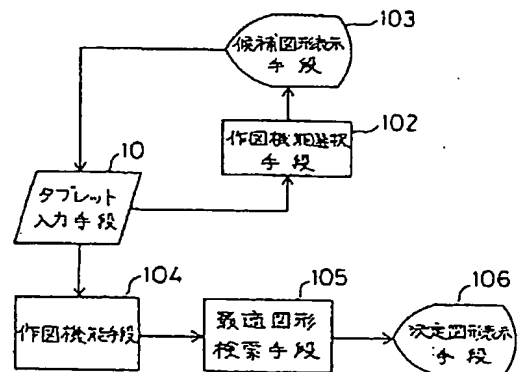 103
候補図形表示
手段
102
作図機能選択
手段
10
タブレット
入力手段
104
作図機能手段
105
最適図形
検索手段
106
決定図形表示
手段